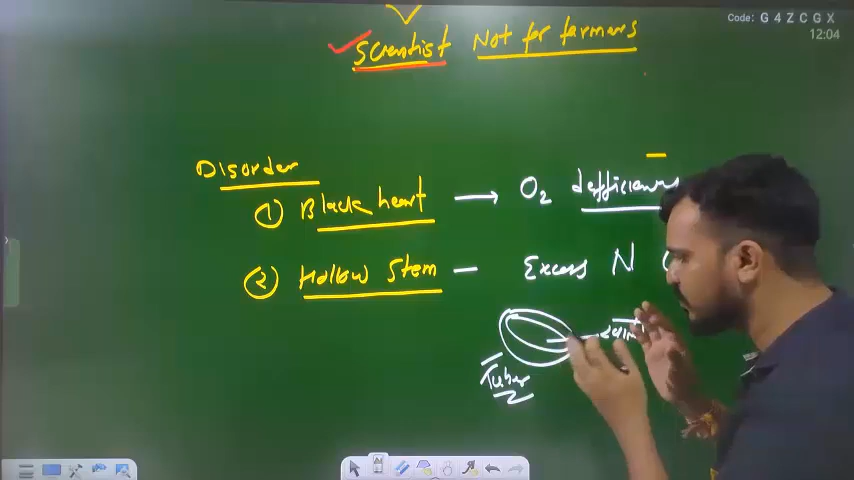 Code: G 4 Z C G X
12:04
Scientist Not for farmers
Disorder
① Black heart → O₂ defficiency
② Hollow Stem — Excess N
Tuber